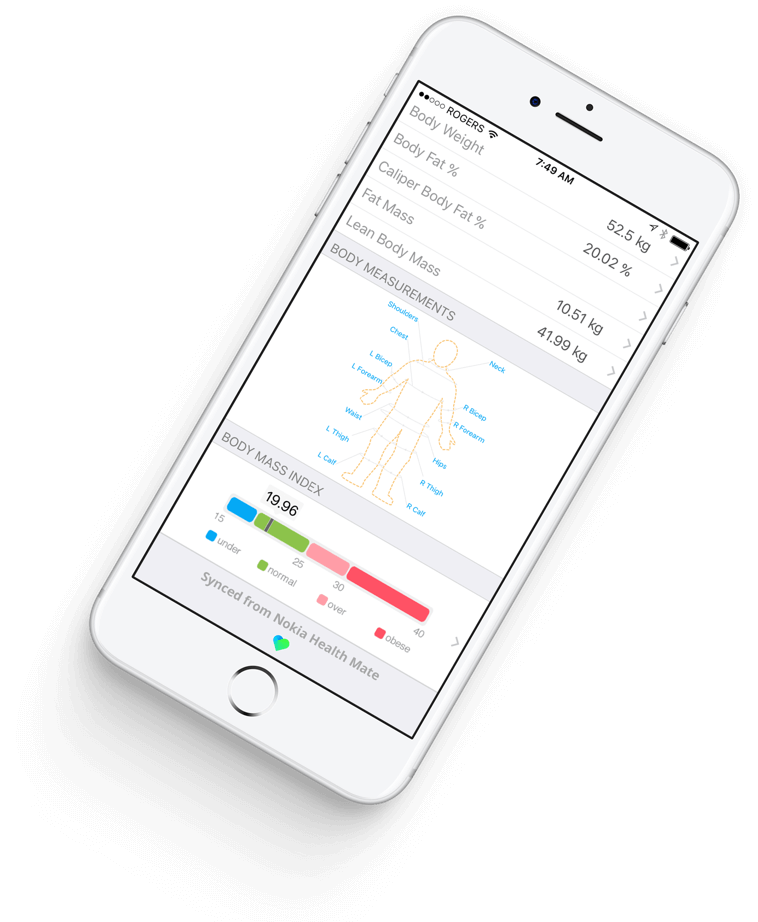 ROGERS 7:49 AM
Body Weight 52.5 kg
Body Fat % 20.02 %
Caliper Body Fat %
Fat Mass 10.51 kg
Lean Body Mass 41.99 kg
BODY MEASUREMENTS
Shoulders
Chest
Neck
L Bicep
L Forearm
R Bicep
R Forearm
Waist
Hips
L Thigh
R Thigh
L Calf
R Calf
BODY MASS INDEX
19.96
15 25 30 40
under normal over obese
Synced from Nokia Health Mate